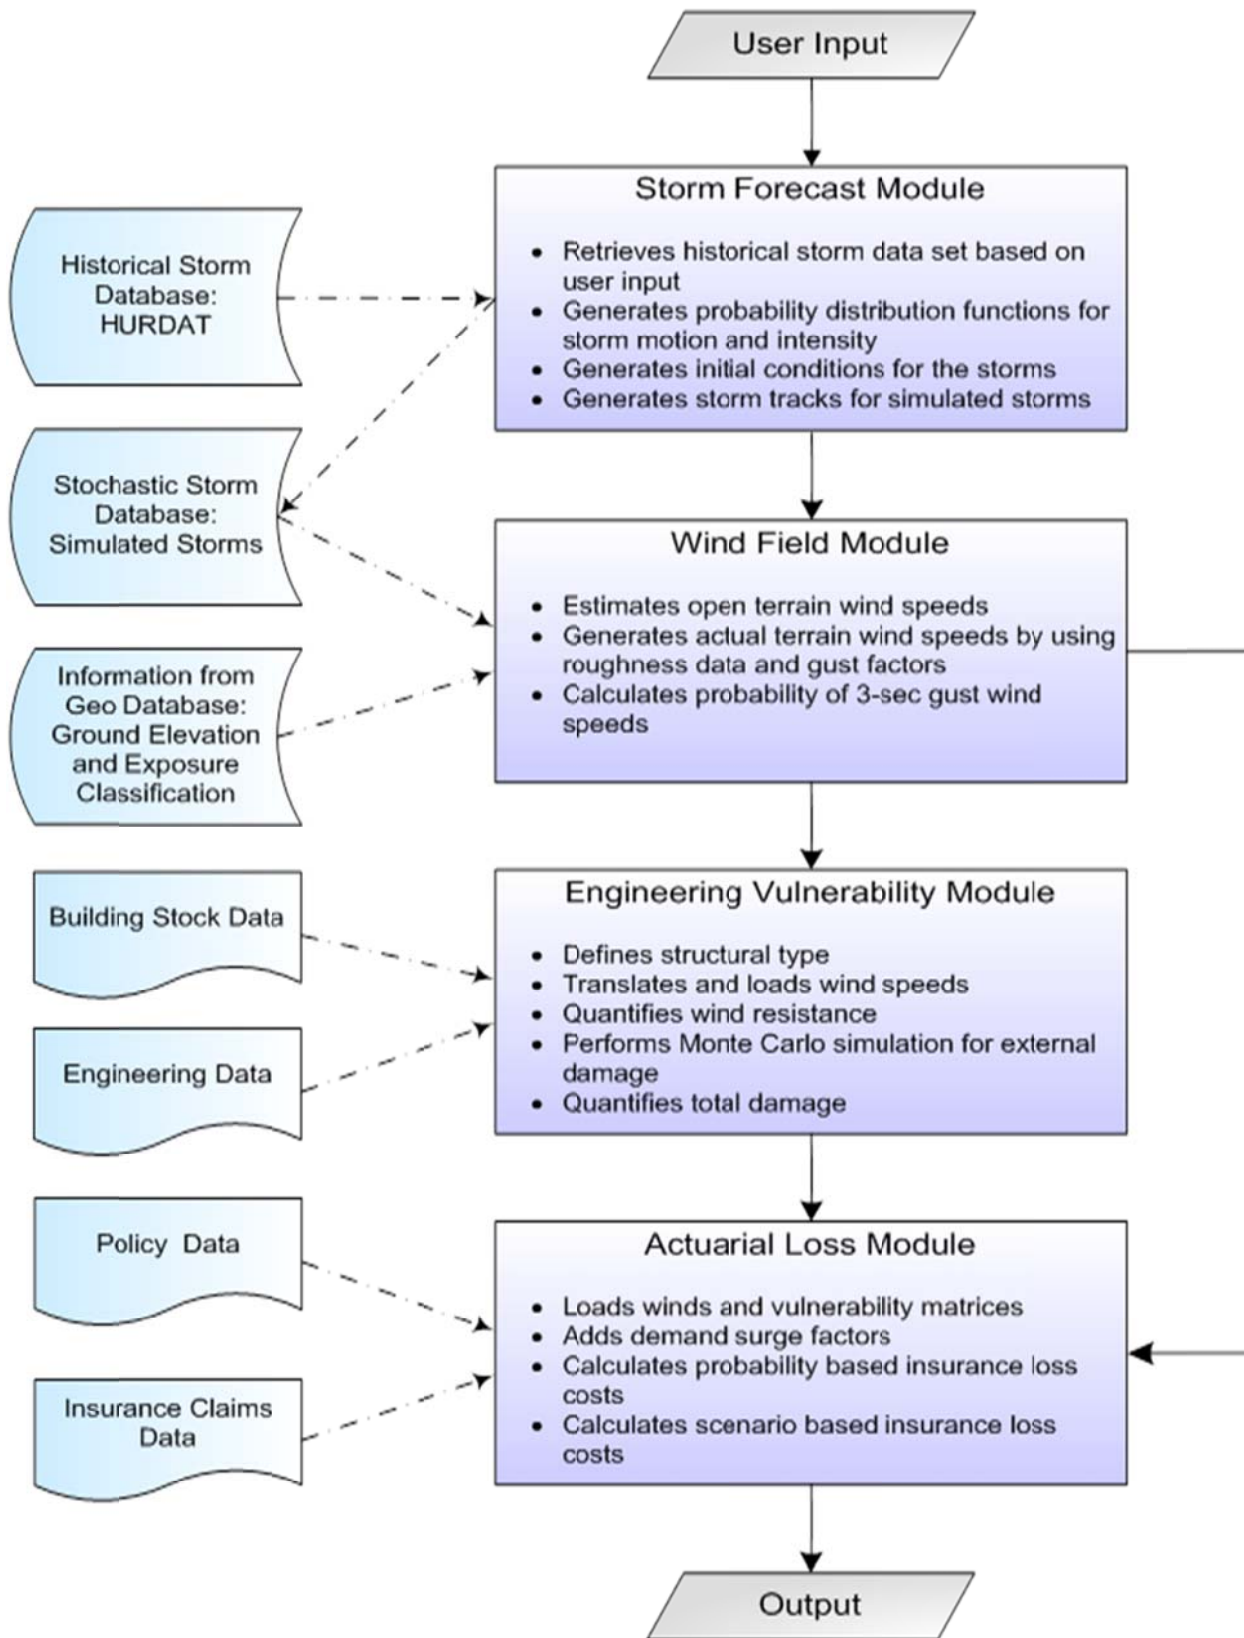 User Input
Storm Forecast Module
• Retrieves historical storm data set based on
user input
• Generates probability distribution functions for
storm motion and intensity
• Generates initial conditions for the storms
• Generates storm tracks for simulated storms
Historical Storm
Database:
HURDAT
Stochastic Storm
Database:
Simulated Storms
Wind Field Module
• Estimates open terrain wind speeds
• Generates actual terrain wind speeds by using
roughness data and gust factors
• Calculates probability of 3-sec gust wind
speeds
Information from
Geo Database:
Ground Elevation
and Exposure
Classification
Engineering Vulnerability Module
• Defines structural type
• Translates and loads wind speeds
• Quantifies wind resistance
• Performs Monte Carlo simulation for external
damage
• Quantifies total damage
Building Stock Data
Engineering Data
Actuarial Loss Module
• Loads winds and vulnerability matrices
• Adds demand surge factors
• Calculates probability based insurance loss
costs
• Calculates scenario based insurance loss
costs
Policy Data
Insurance Claims
Data
Output